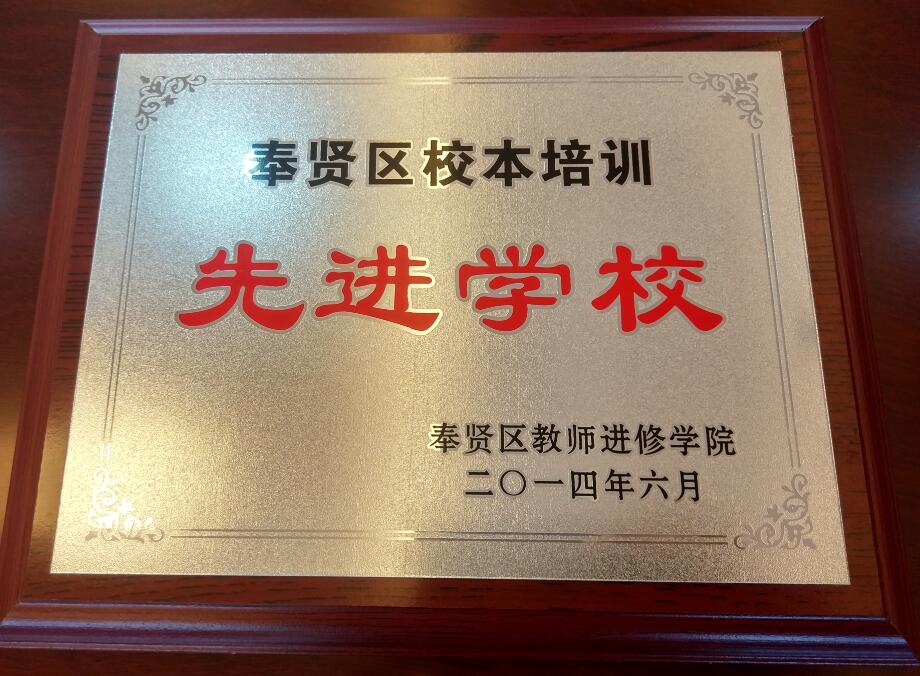 奉贤区校本培训
先进学校
奉贤区教师进修学院
二〇一四年六月